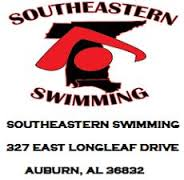 SOUTHEASTERN
SWIMMING
SOUTHEASTERN SWIMMING
327 EAST LONGLEAF DRIVE
AUBURN, AL 36832